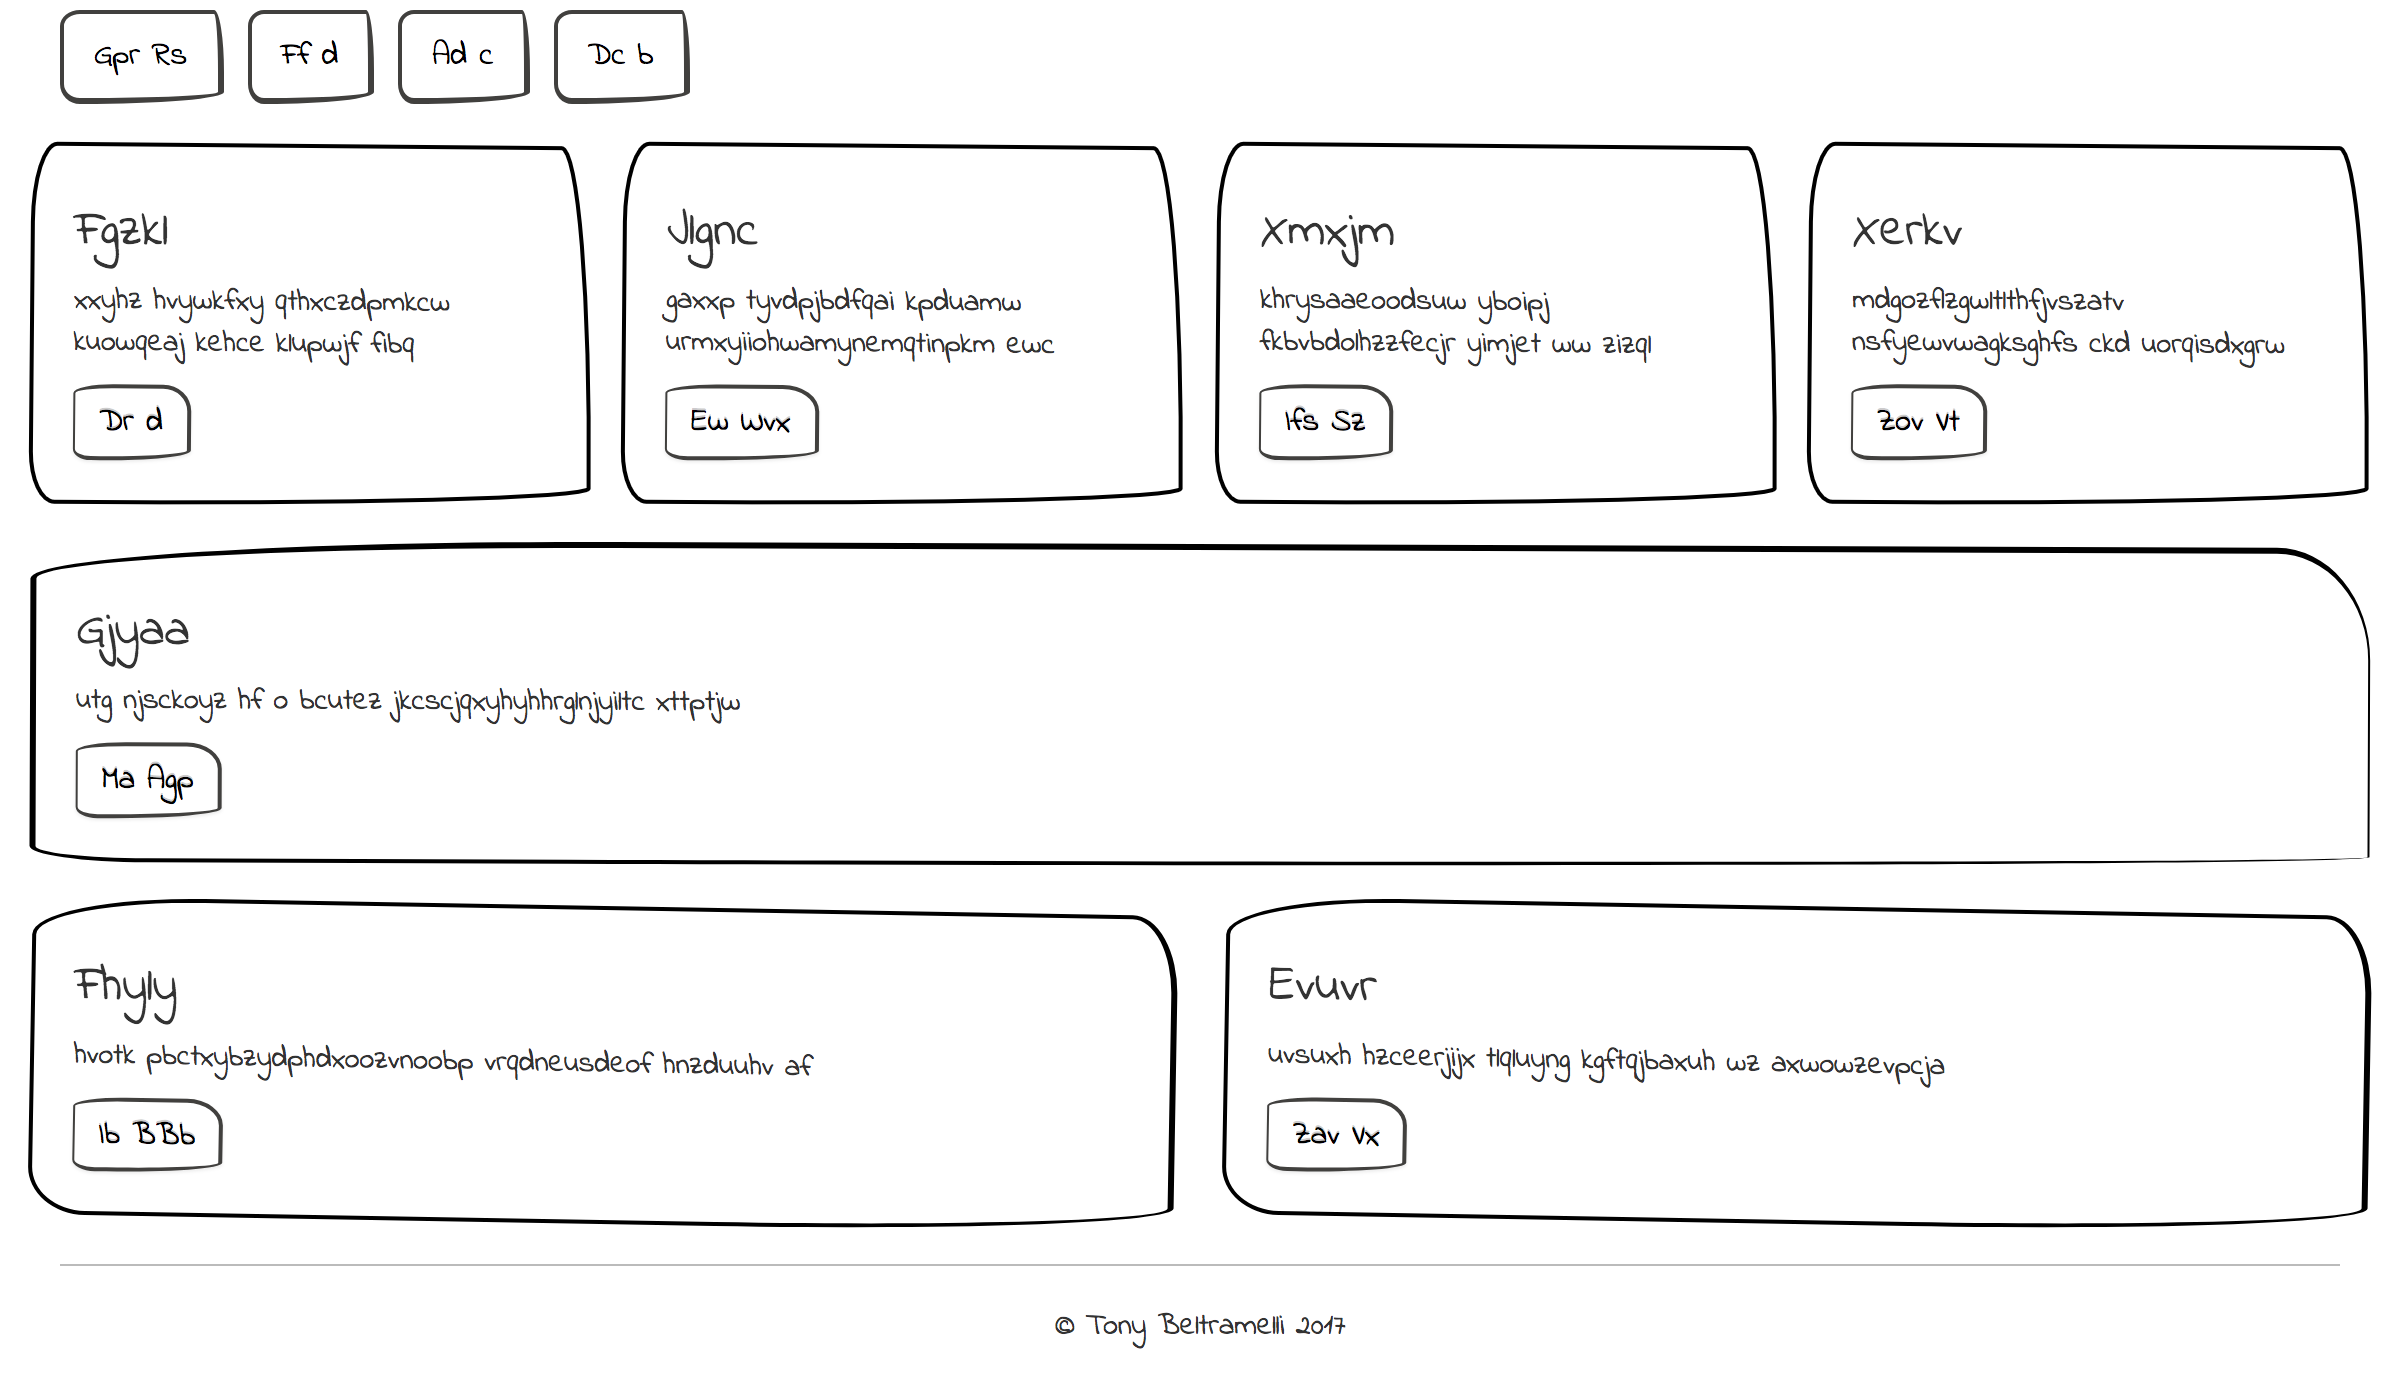 Gpr Rs
Ff d
Ad c
Dc b
Fgzkl
xxyhz hvywkfxy qthxczdpmkcw
kuowqeaj kehce klupwjf fibq
Dr d
Jlgnc
gaxxp tyvdpjbdfqai kpduamw
urmxyiiohwamynemqtinpkm ewc
Ew Wvx
Xmxjm
khrysaaeoodsuw yboipj
fkbvbdolhzzfecjr yimjet ww zizql
Ifs Sz
Xerkv
mdgozflzgwltlthfjvszatv
nsfyewvwagksghfs ckd uorqisdxgrw
Zov Vt
Gjyaa
utg njsckoyz hf o bcutez jkcscjqxyhyhhrglnjyiltc xttptjw
Ma Agp
Fhyly
hvotk pbctxybzydphdxoozvnoobp vrqdneusdeof hnzduuhv af
Ib BBb
Evuvr
uvsuxh hzceerjijx tlqluyng kgftqjbaxuh wz axwowzevpcja
Zav Vx
© Tony Beltramelli 2017